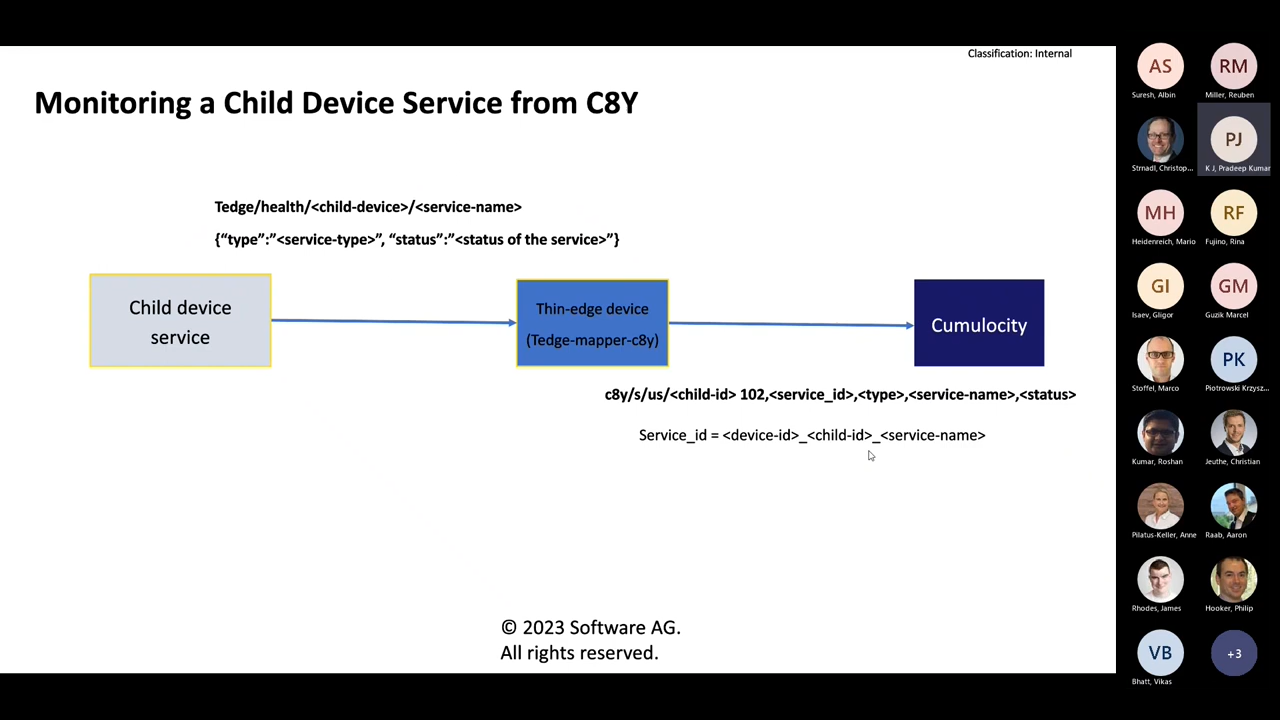 Classification: Internal
Monitoring a Child Device Service from C8Y
Tedge/health/<child-device>/<service-name>
{“type”:”<service-type>”, “status”:”<status of the service>”}
Child device
service
Thin-edge device
(Tedge-mapper-c8y)
Cumulocity
c8y/s/us/<child-id> 102,<service_id>,<type>,<service-name>,<status>
Service_id = <device-id>_<child-id>_<service-name>
© 2023 Software AG.
All rights reserved.
AS
Suresh, Albin
RM
Miller, Reuben
Strnadl, Christop...
PJ
K J, Pradeep Kumar
MH
Heidenreich, Mario
RF
Fujino, Rina
GI
Isaev, Gligor
GM
Guzik Marcel
Stoffel, Marco
PK
Piotrowski Krzysz...
Kumar, Roshan
Jeuthe, Christian
Pilatus-Keller, Anne
Raab, Aaron
Rhodes, James
Hooker, Philip
VB
Bhatt, Vikas
+3